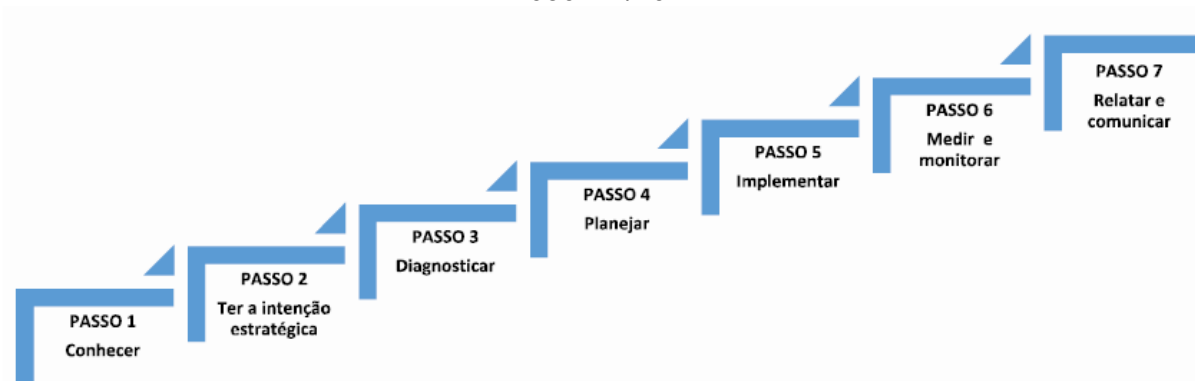 PASSO 1
Conhecer
PASSO 2
Ter a intenção
estratégica
PASSO 3
Diagnosticar
PASSO 4
Planejar
PASSO 5
Implementar
PASSO 6
Medir e
monitorar
PASSO 7
Relatar e
comunicar